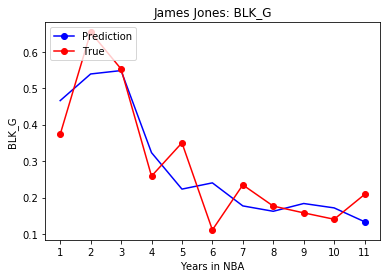 James Jones: BLK_G
Prediction
True
0.6
0.5
0.4
0.3
0.2
0.1
BLK_G
1 2 3 4 5 6 7 8 9 10 11
Years in NBA